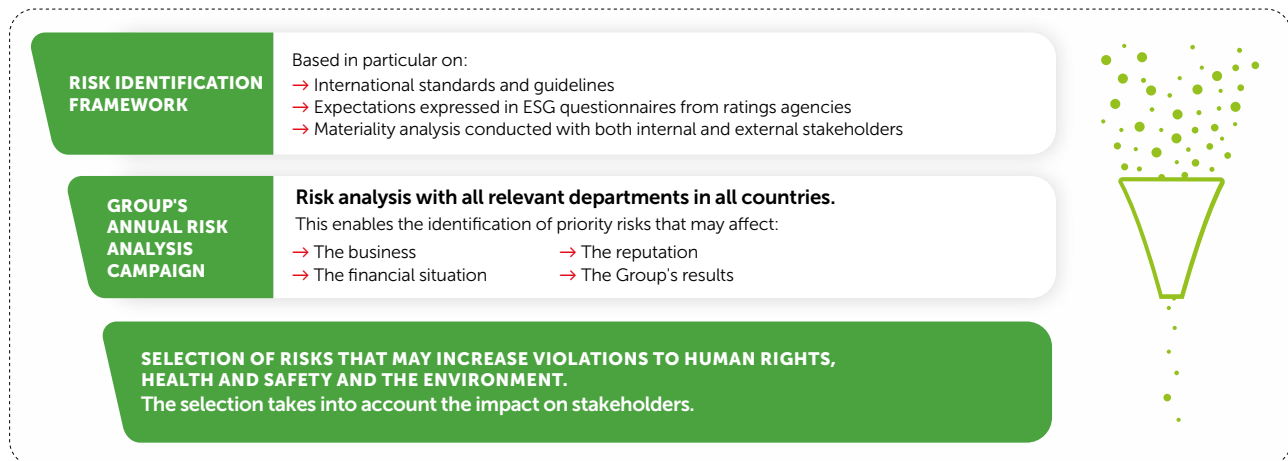 RISK IDENTIFICATION
FRAMEWORK
Based in particular on:
→ International standards and guidelines
→ Expectations expressed in ESG questionnaires from ratings agencies
→ Materiality analysis conducted with both internal and external stakeholders
GROUP'S
ANNUAL RISK
ANALYSIS
CAMPAIGN
Risk analysis with all relevant departments in all countries.
This enables the identification of priority risks that may affect:
→ The business
→ The financial situation
→ The reputation
→ The Group's results
SELECTION OF RISKS THAT MAY INCREASE VIOLATIONS TO HUMAN RIGHTS,
HEALTH AND SAFETY AND THE ENVIRONMENT.
The selection takes into account the impact on stakeholders.